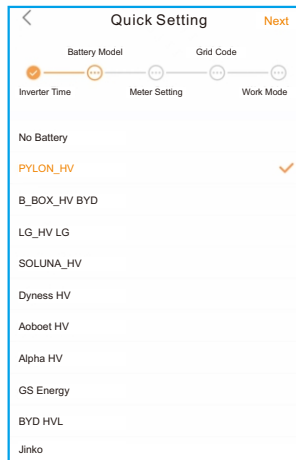 Quick Setting Next
Battery Model Grid Code
Inverter Time Meter Setting Work Mode
No Battery
PYLON_HV
B_BOX_HV BYD
LG_HV LG
SOLUNA_HV
Dyness HV
Aoboet HV
Alpha HV
GS Energy
BYD HVL
Jinko